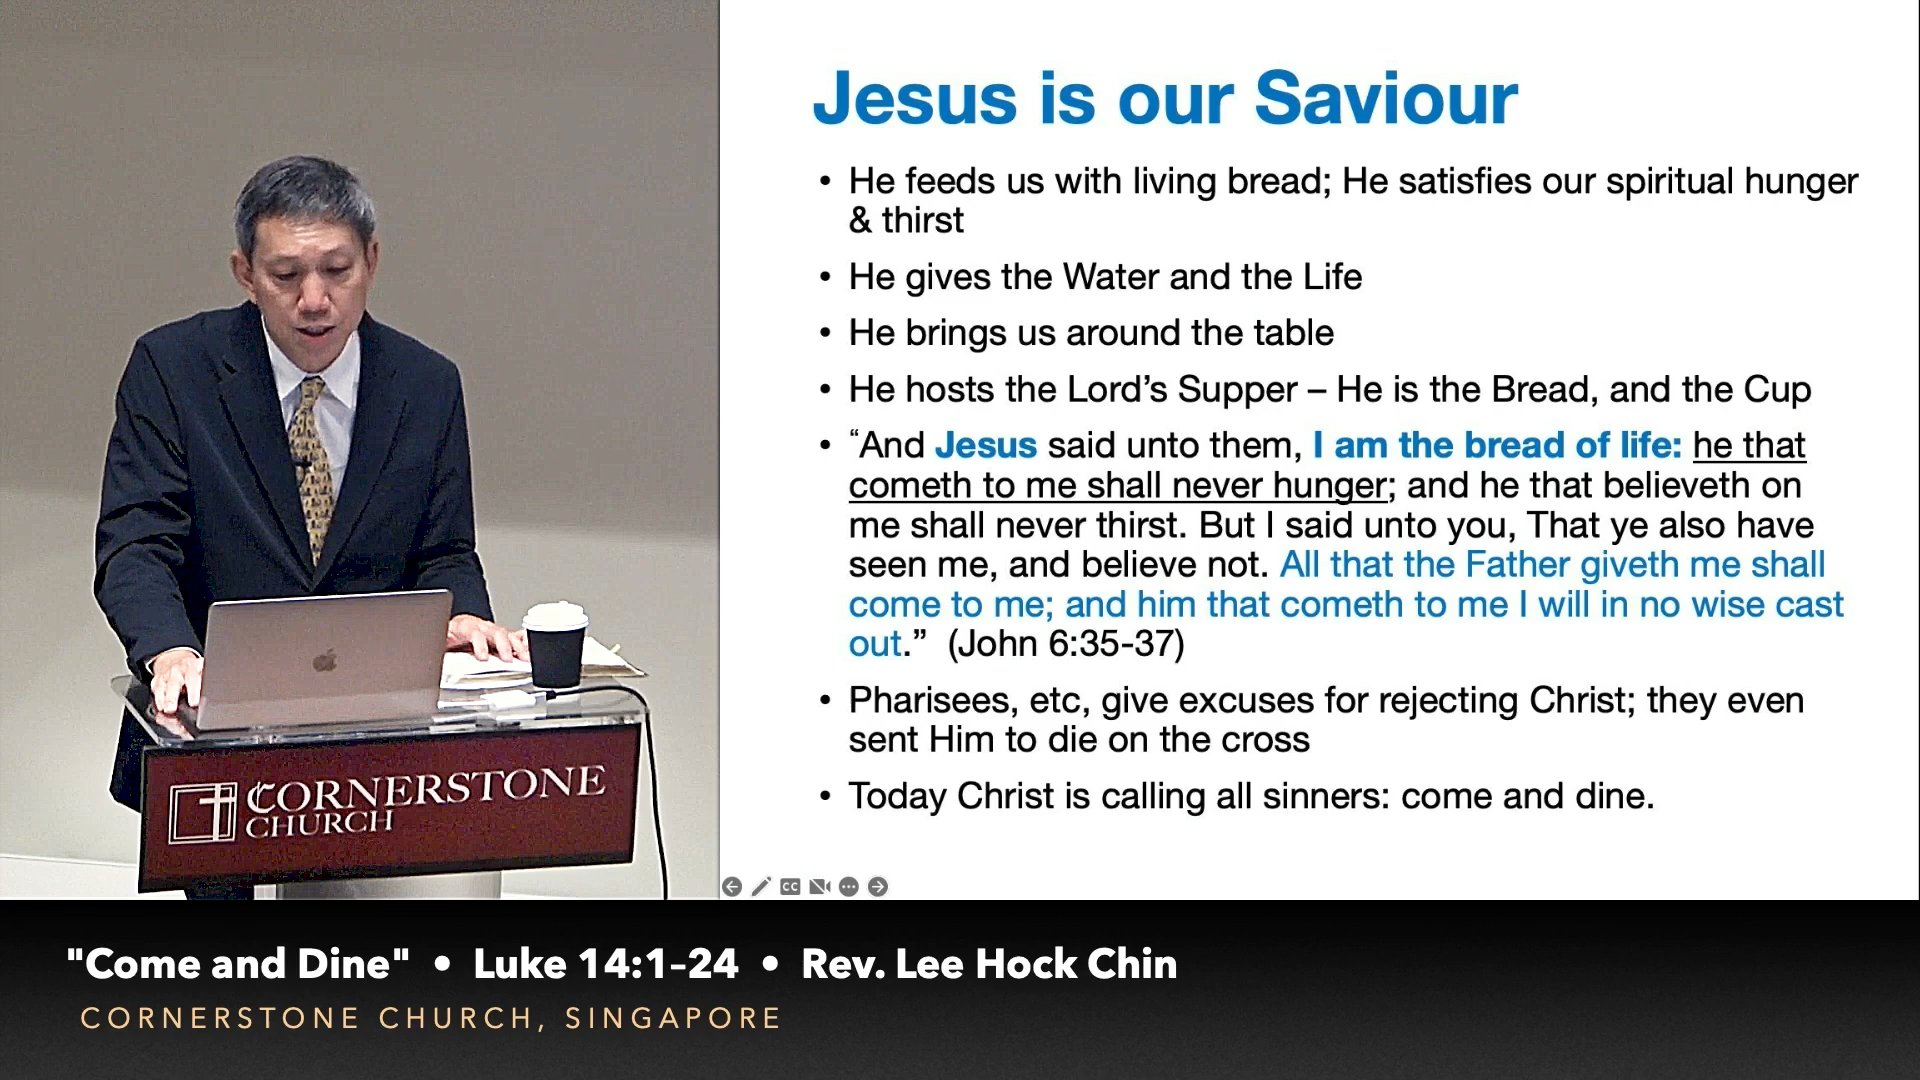 Jesus is our Saviour
• He feeds us with living bread; He satisfies our spiritual hunger
& thirst
• He gives the Water and the Life
• He brings us around the table
• He hosts the Lord's Supper – He is the Bread, and the Cup
• “And Jesus said unto them, I am the bread of life: he that
cometh to me shall never hunger; and he that believeth on
me shall never thirst. But I said unto you, That ye also have
seen me, and believe not. All that the Father giveth me shall
come to me; and him that cometh to me I will in no wise cast
out.”  (John 6:35-37)
• Pharisees, etc, give excuses for rejecting Christ; they even
sent Him to die on the cross
• Today Christ is calling all sinners: come and dine.
CC
CORNERSTONE
CHURCH
"Come and Dine" • Luke 14:1–24 • Rev. Lee Hock Chin
CORNERSTONE CHURCH, SINGAPORE